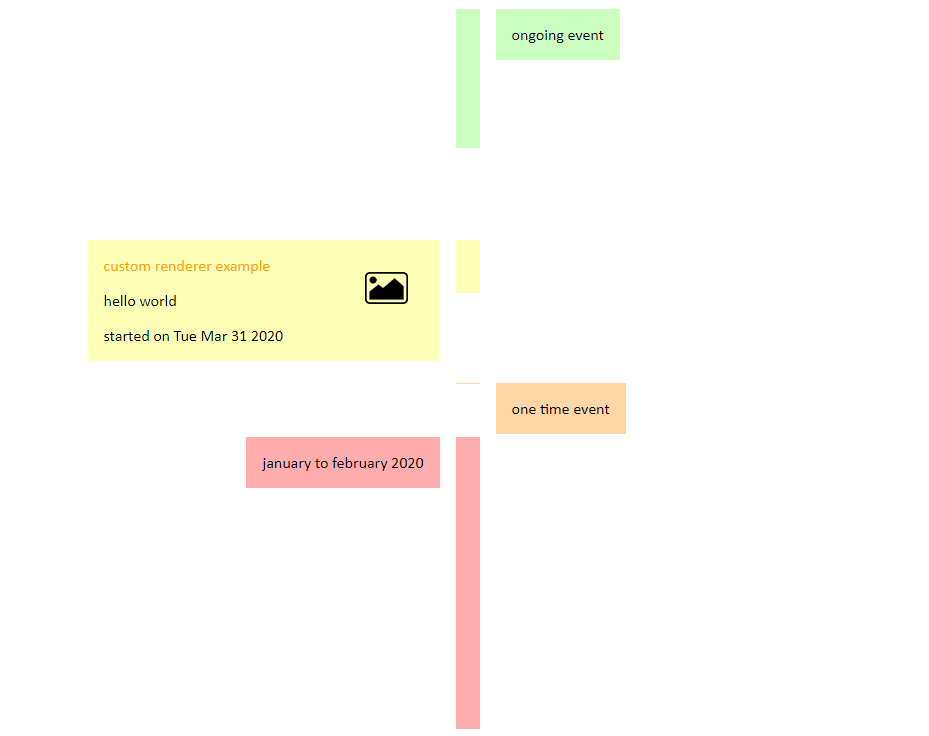 ongoing event
custom renderer example
hello world
started on Tue Mar 31 2020
one time event
january to february 2020